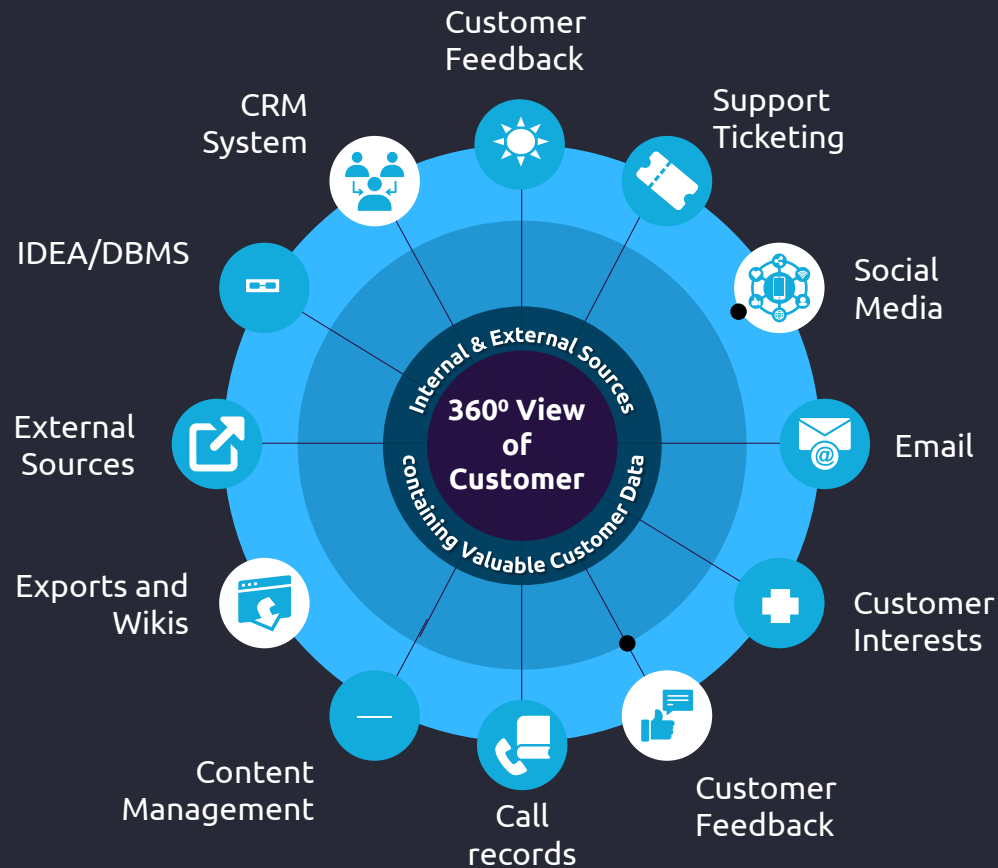 Customer
Feedback
CRM
System
Support
Ticketing
IDEA/DBMS
Social
Media
Internal & External Sources
360⁰ View
of
Customer
containing Valuable Customer Data
External
Sources
Email
Exports and
Wikis
Customer
Interests
Content
Management
Customer
Feedback
Call
records
@